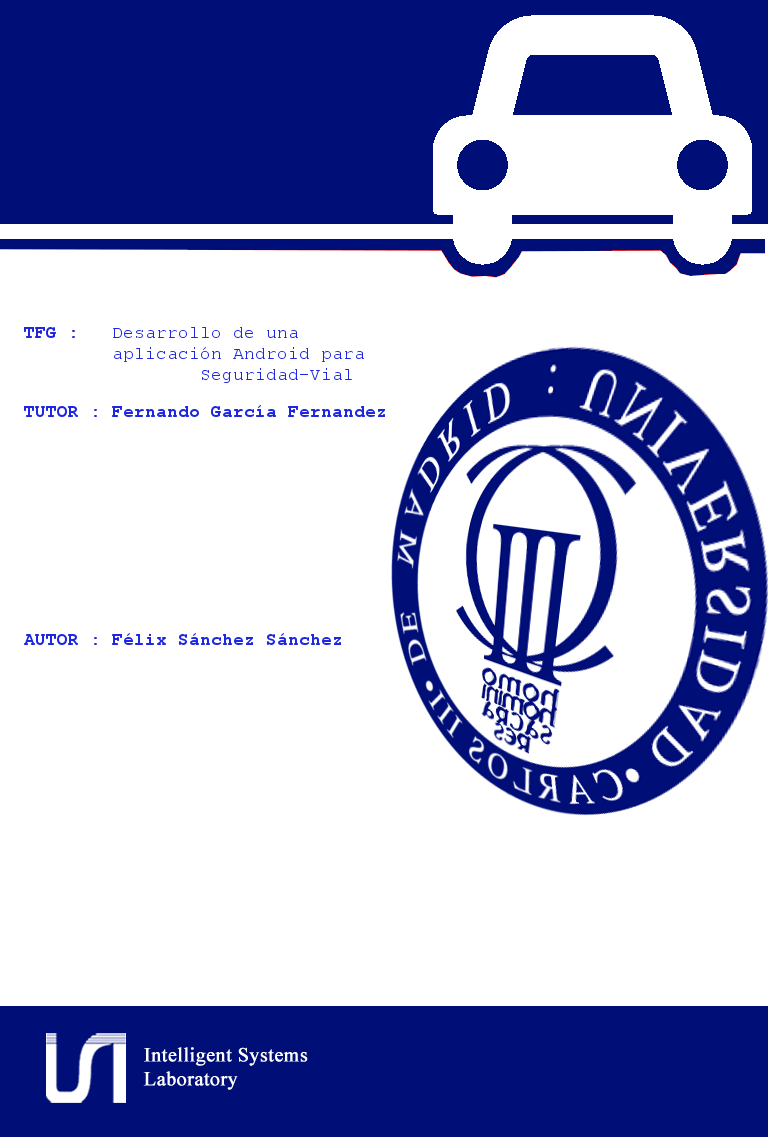 TFG : Desarrollo de una
aplicación Android para
Seguridad-Vial
TUTOR : Fernando García Fernandez
UNIVERSIDAD • CARLOS III • DE MADRID :
homo
homini
sacra
res
AUTOR : Félix Sánchez Sánchez
Intelligent Systems
Laboratory